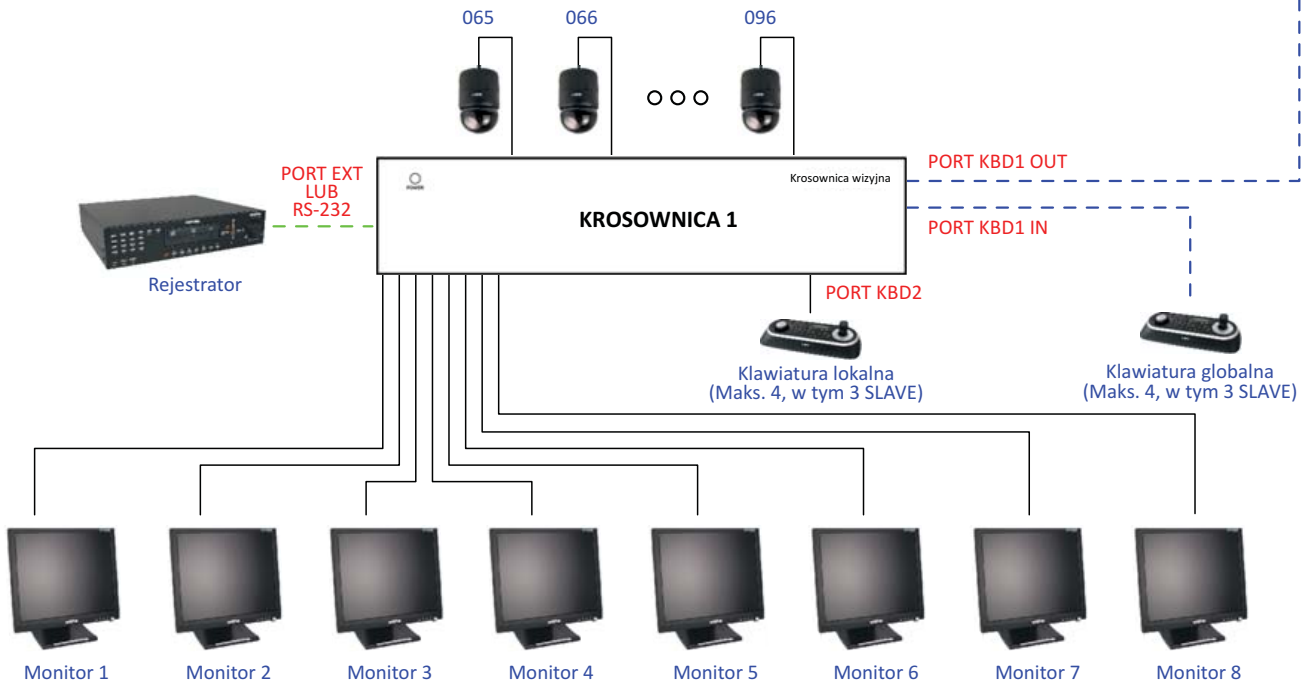 065
066
096
PORT EXT
LUB
RS-232
POWER
Krosownica wizyjna
PORT KBD1 OUT
KROSOWNICA 1
PORT KBD1 IN
Rejestrator
PORT KBD2
Klawiatura lokalna
(Maks. 4, w tym 3 SLAVE)
Klawiatura globalna
(Maks. 4, w tym 3 SLAVE)
Monitor 1
Monitor 2
Monitor 3
Monitor 4
Monitor 5
Monitor 6
Monitor 7
Monitor 8